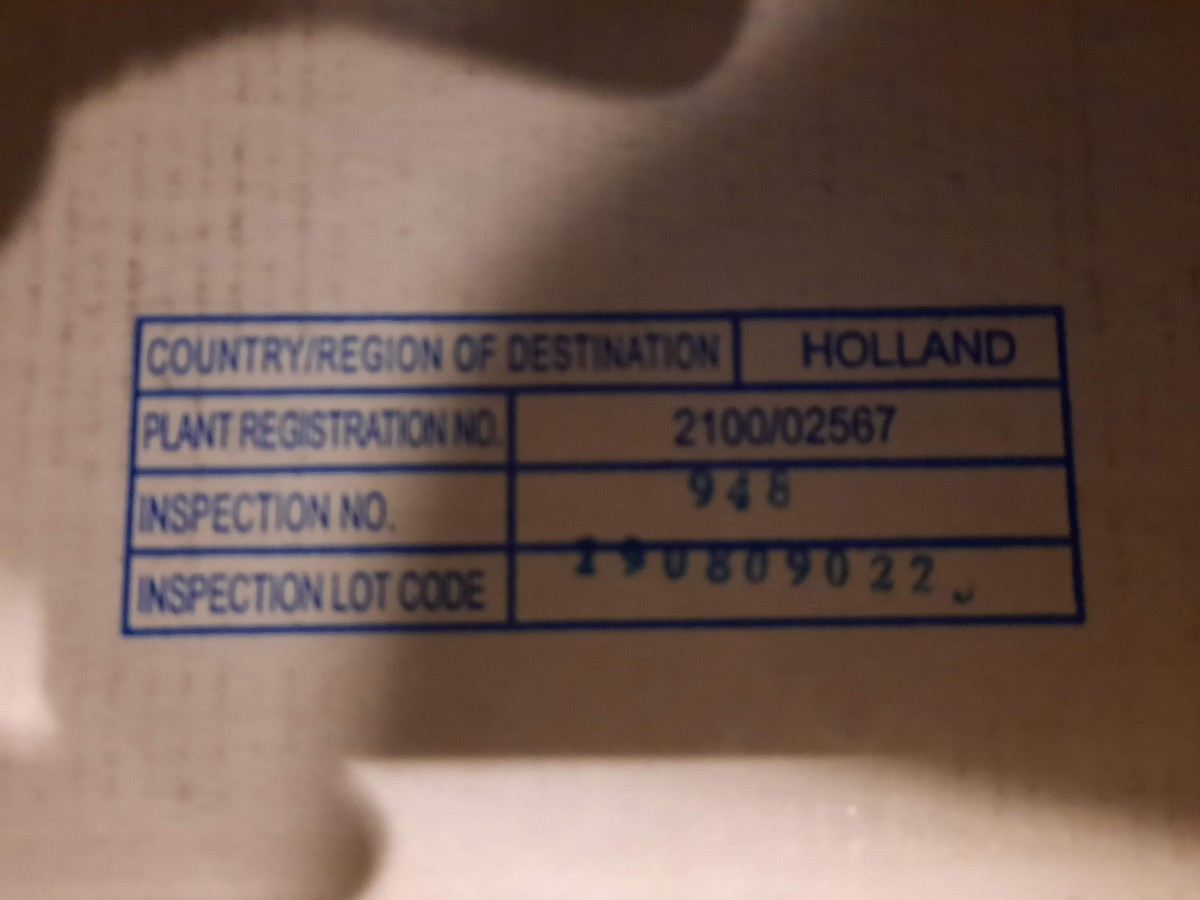 COUNTRY/REGION OF DESTINATION HOLLAND
PLANT REGISTRATION NO. 2100/02567
INSPECTION NO. 948
INSPECTION LOT CODE 190809022